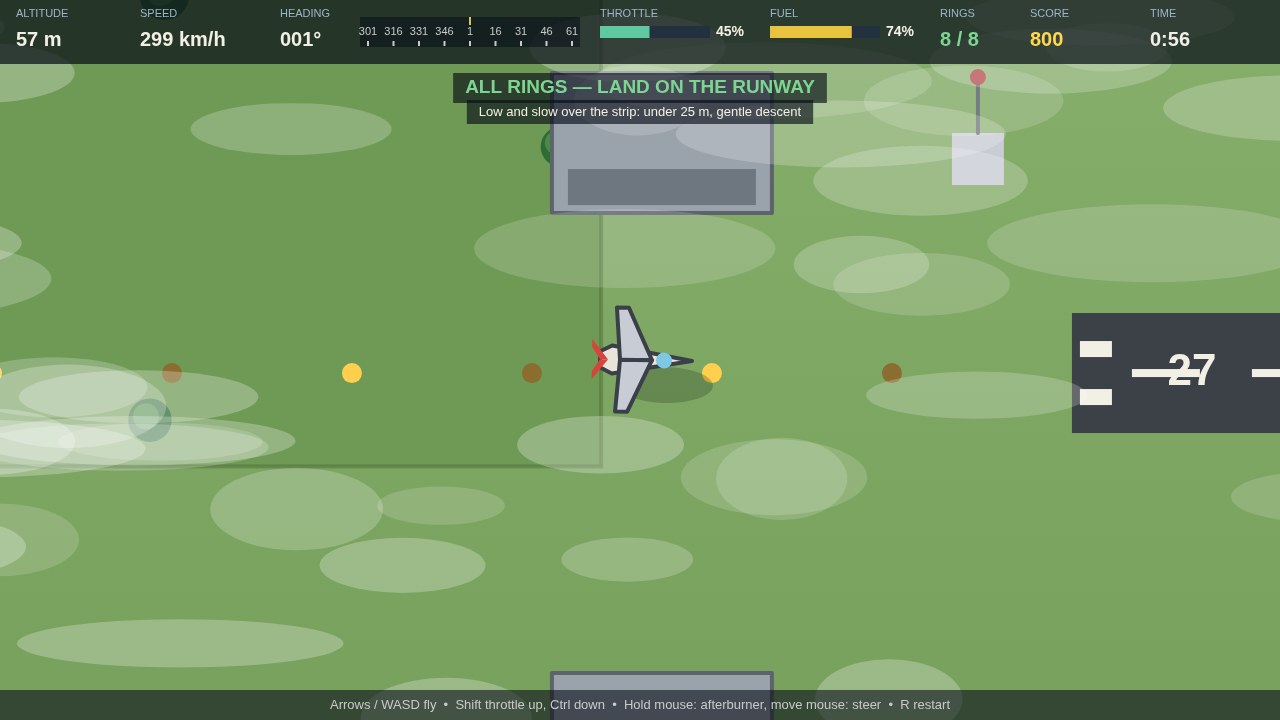 ALTITUDE SPEED HEADING THROTTLE FUEL RINGS SCORE TIME
57 m 299 km/h 001° 301 316 331 346 1 16 31 46 61 45% 74% 8 / 8 800 0:56
ALL RINGS — LAND ON THE RUNWAY
Low and slow over the strip: under 25 m, gentle descent
27
Arrows / WASD fly • Shift throttle up, Ctrl down • Hold mouse: afterburner, move mouse: steer • R restart